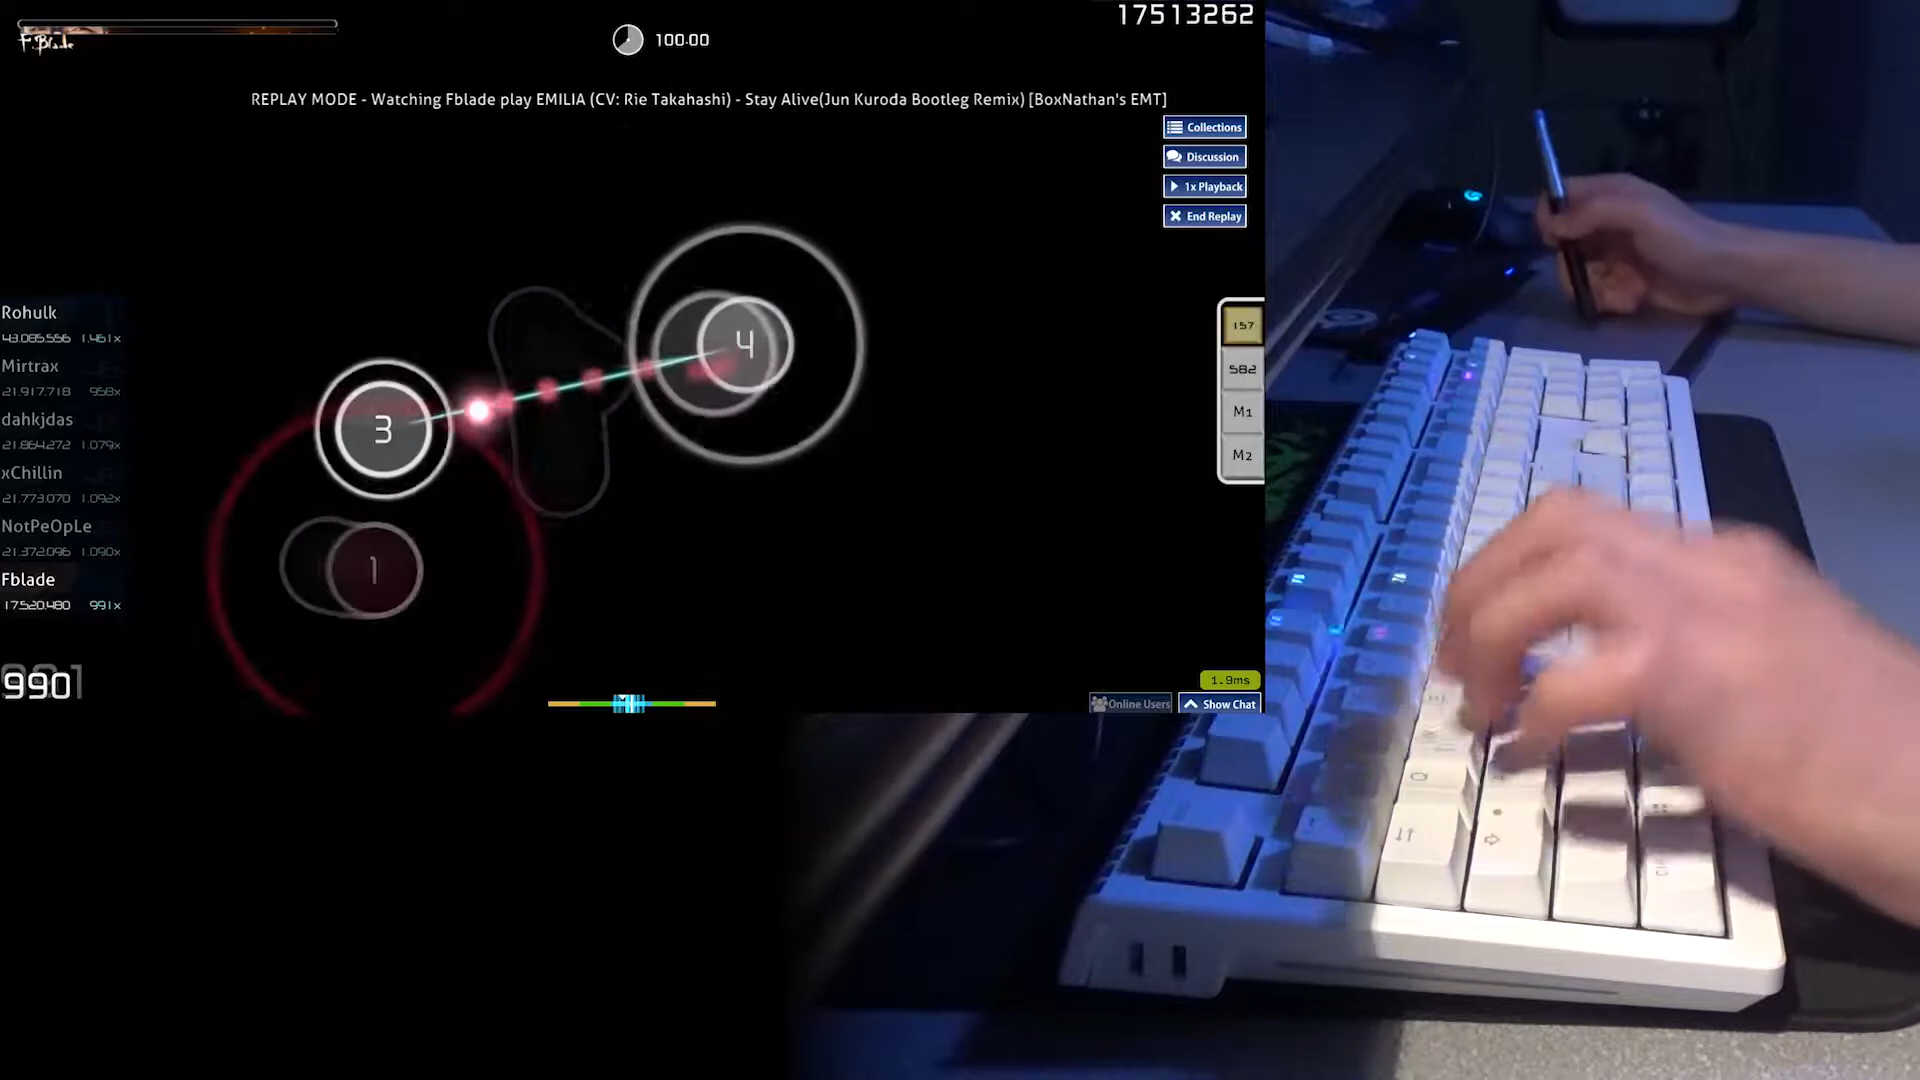 17513262
F.Blade
100.00
REPLAY MODE - Watching Fblade play EMILIA (CV: Rie Takahashi) - Stay Alive(Jun Kuroda Bootleg Remix) [BoxNathan's EMT]
Collections
Discussion
1x Playback
End Replay
Rohulk
43.085.556 1.461x
Mirtrax
21.917.718 958x
dahkjdas
21.864.272 1.079x
xChillin
21.773.070 1.092x
NotPeOpLe
21.372.096 1.090x
Fblade
17.520.480 991x
157
582
M1
M2
4
3
1
990
1.9ms
Online Users
Show Chat